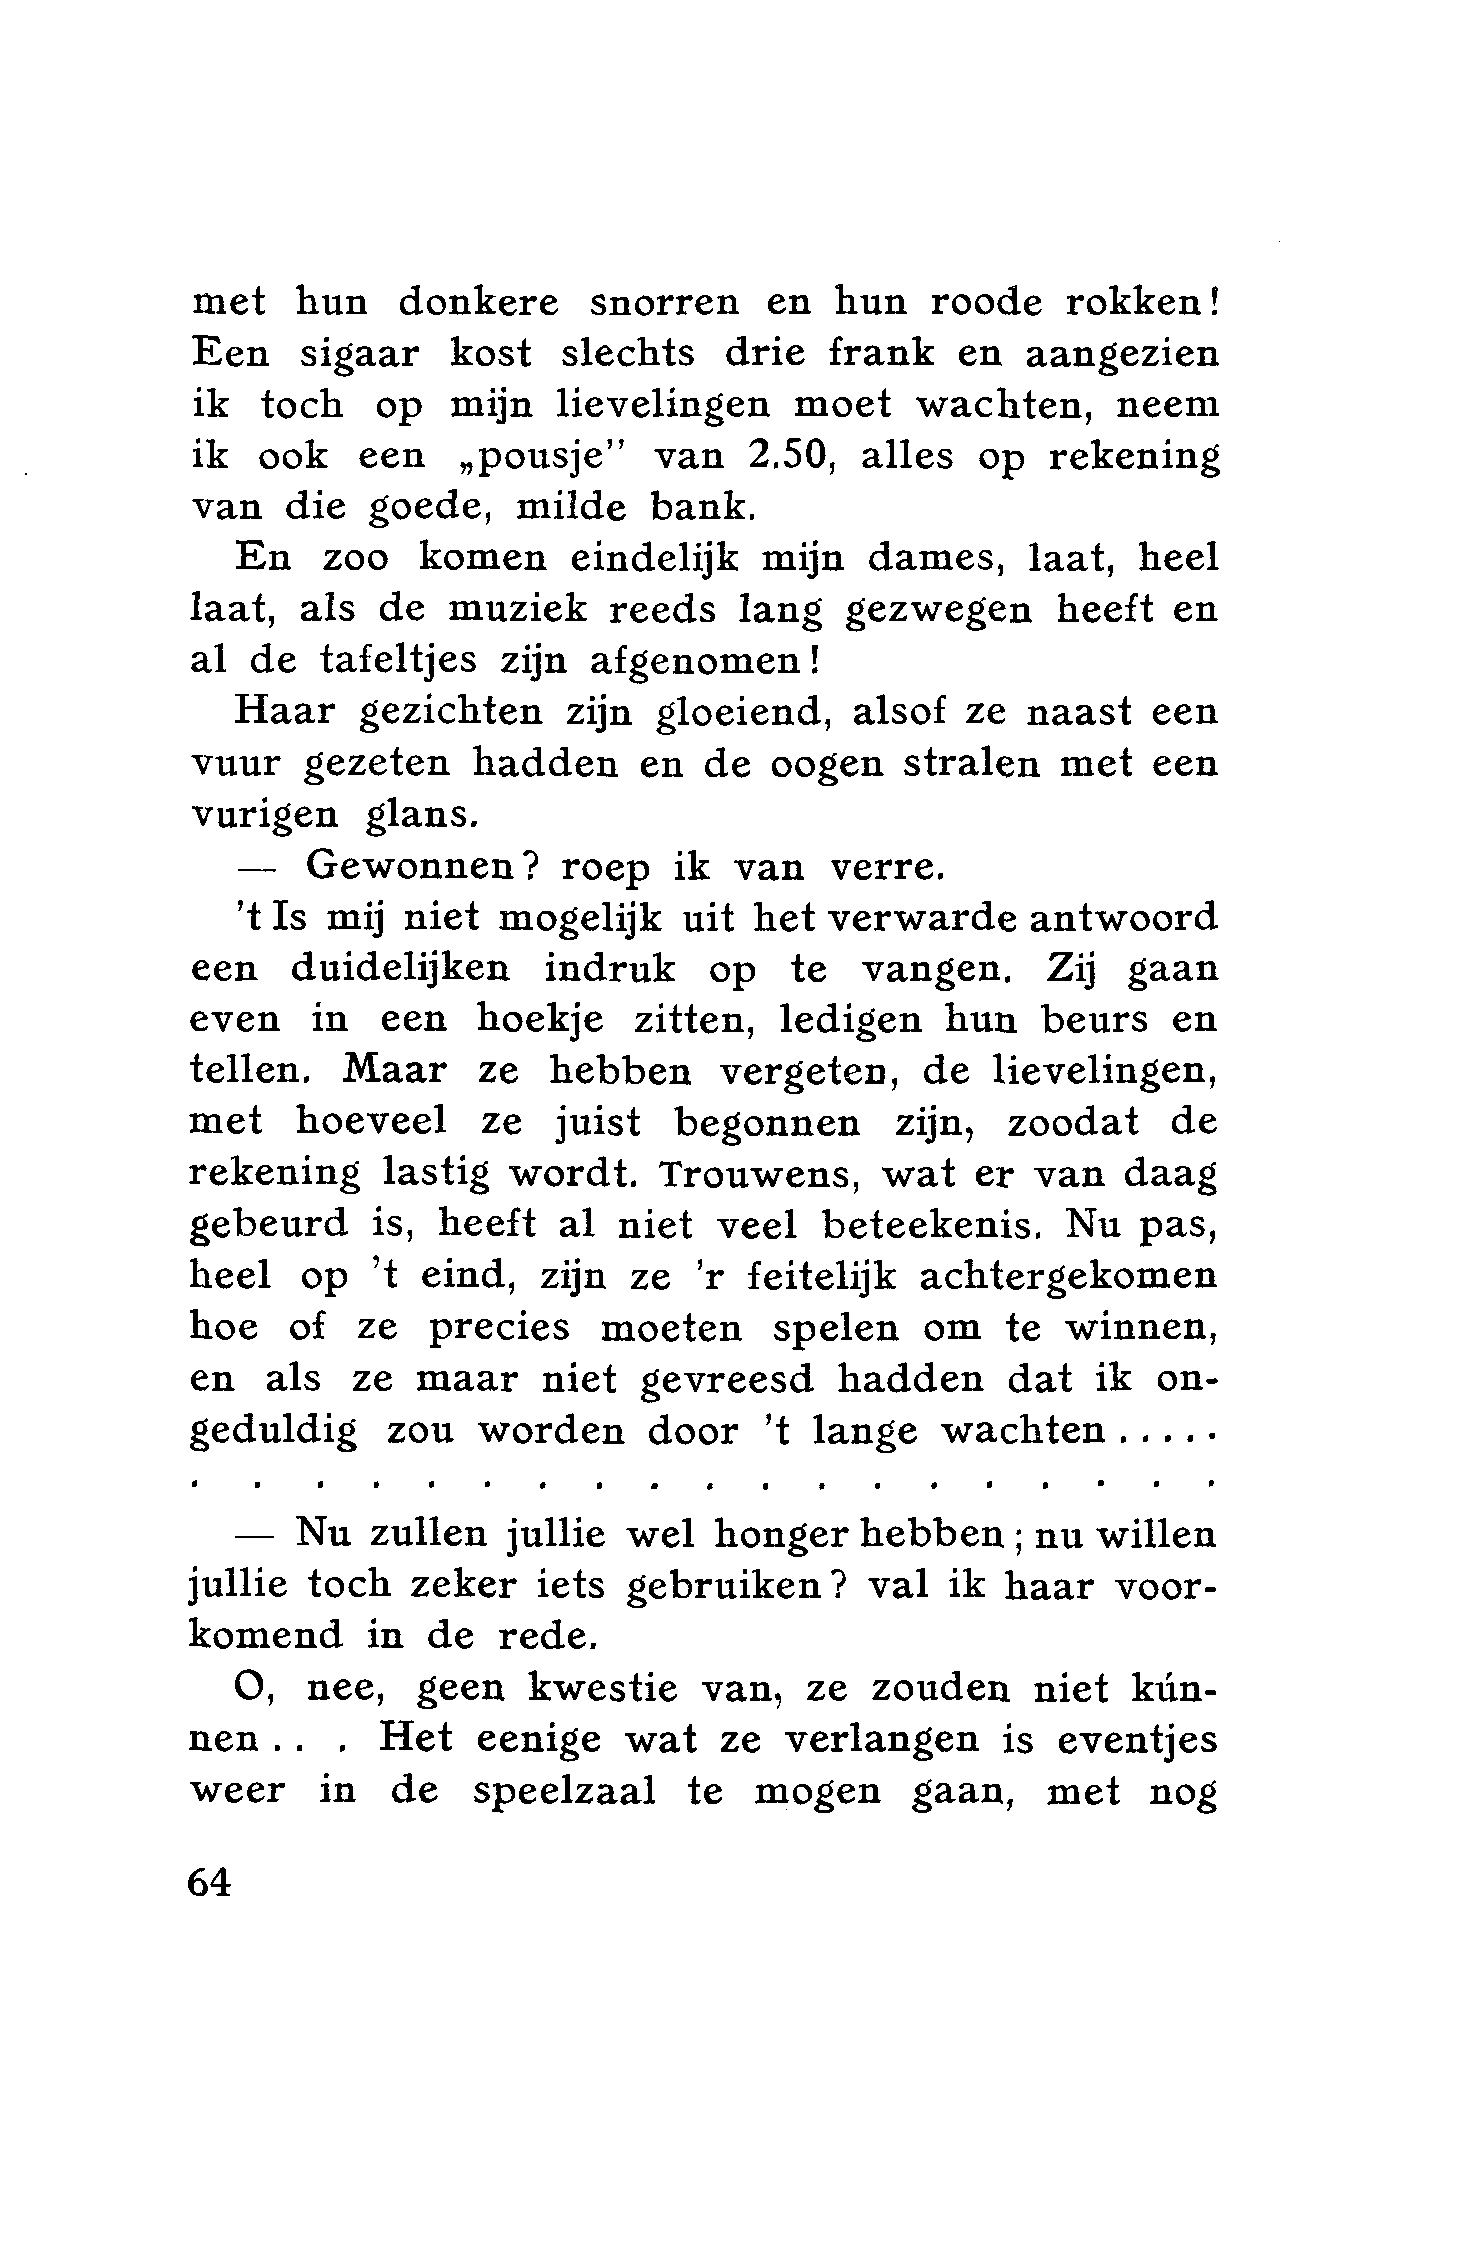 met hun donkere snorren en hun roode rokken!
Een sigaar kost slechts drie frank en aangezien
ik toch op mijn lievelingen moet wachten, neem
ik ook een „pousje” van 2.50, alles op rekening
van die goede, milde bank.
En zoo komen eindelijk mijn dames, laat, heel
laat, als de muziek reeds lang gezwegen heeft en
al de tafeltjes zijn afgenomen!
Haar gezichten zijn gloeiend, alsof ze naast een
vuur gezeten hadden en de oogen stralen met een
vurigen glans.
— Gewonnen? roep ik van verre.
't Is mij niet mogelijk uit het verwarde antwoord
een duidelijken indruk op te vangen. Zij gaan
even in een hoekje zitten, ledigen hun beurs en
tellen. Maar ze hebben vergeten, de lievelingen,
met hoeveel ze juist begonnen zijn, zoodat de
rekening lastig wordt. Trouwens, wat er van daag
gebeurd is, heeft al niet veel beteekenis. Nu pas,
heel op 't eind, zijn ze 'r feitelijk achtergekomen
hoe of ze precies moeten spelen om te winnen,
en als ze maar niet gevreesd hadden dat ik on-
geduldig zou worden door 't lange wachten . . . . .
. . . . . . . . . . . . . . . . . . .
— Nu zullen jullie wel honger hebben; nu willen
jullie toch zeker iets gebruiken? val ik haar voor-
komend in de rede.
O, nee, geen kwestie van, ze zouden niet kún-
nen . . . Het eenige wat ze verlangen is eventjes
weer in de speelzaal te mogen gaan, met nog
64